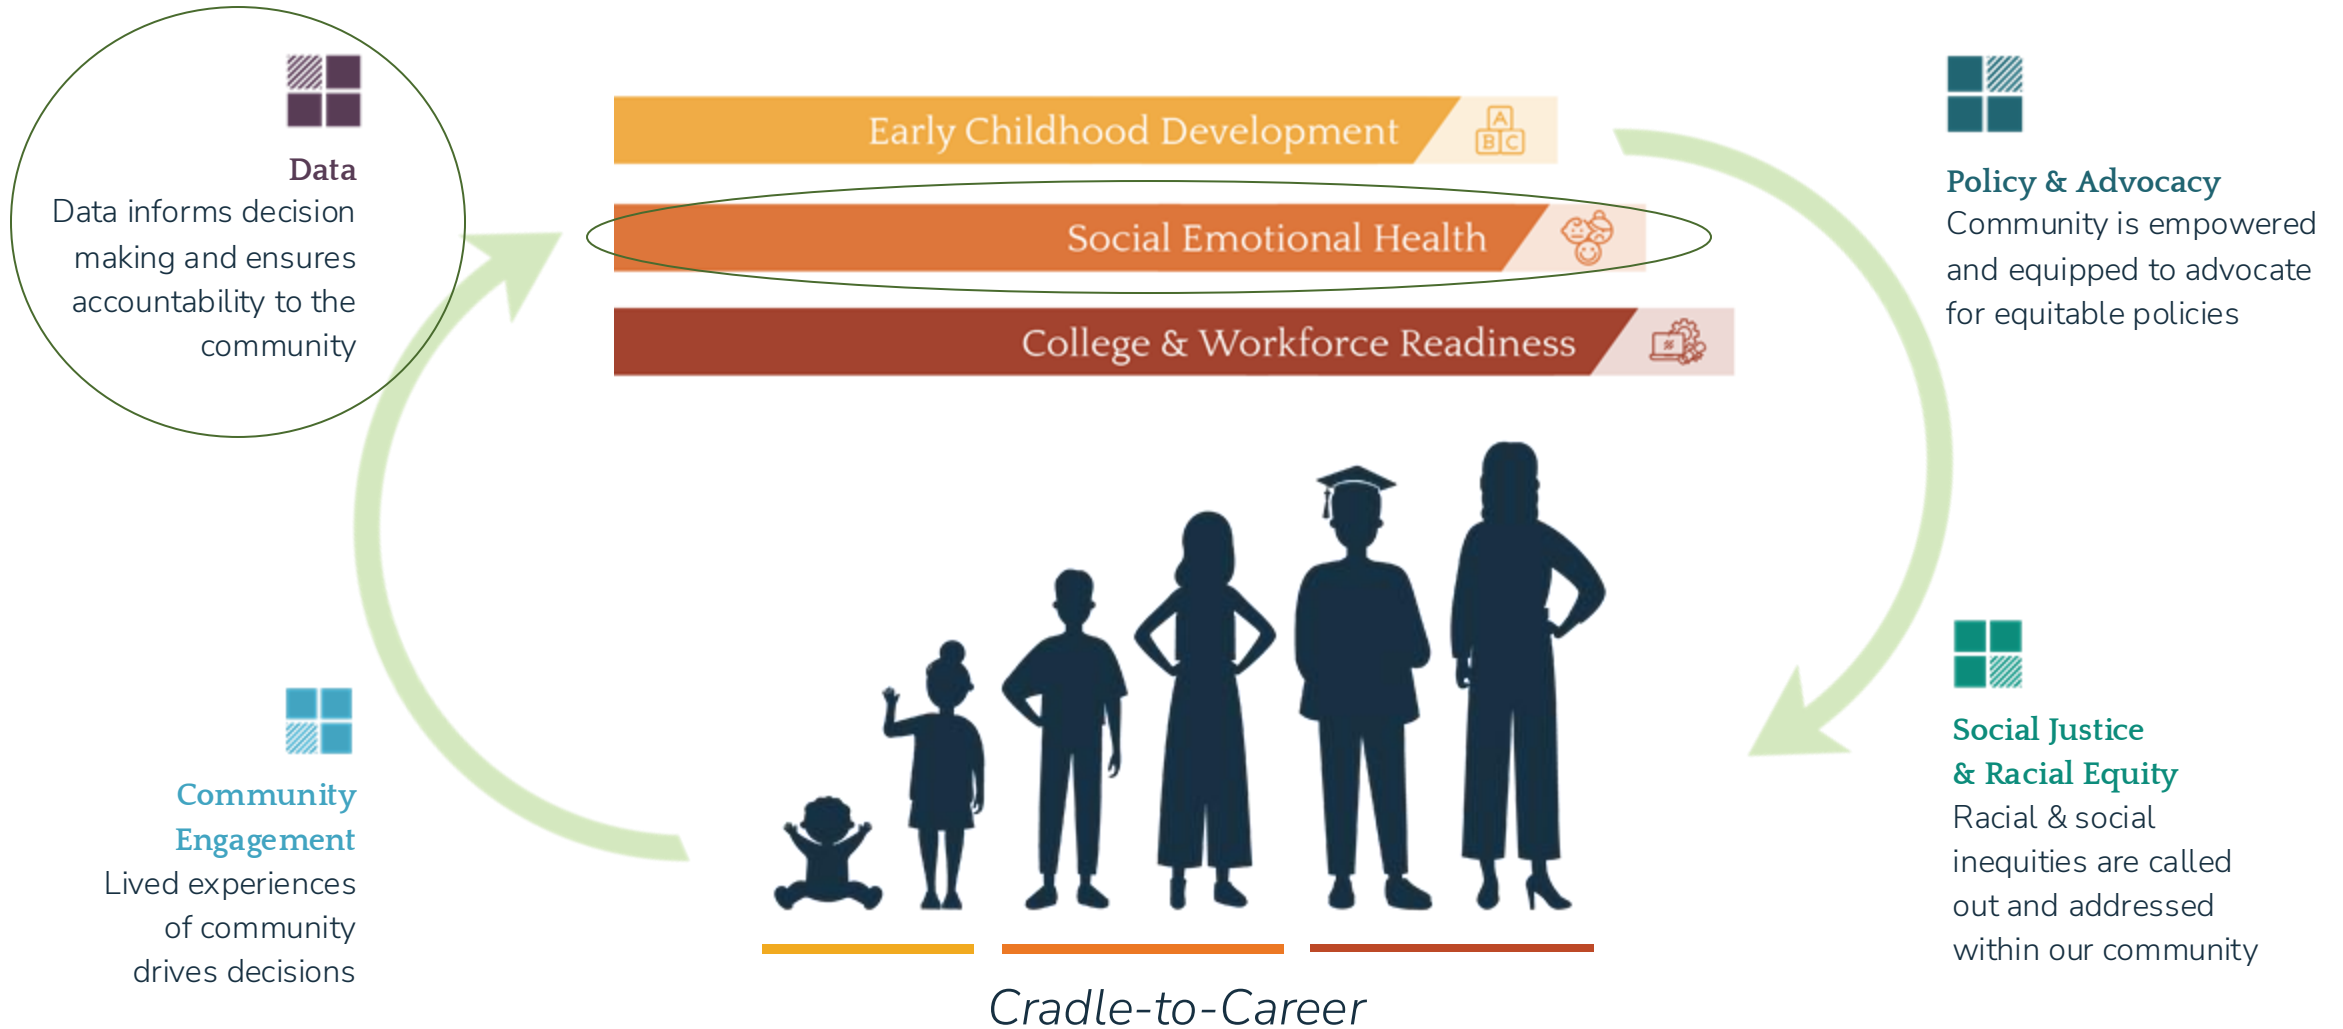 Data
Data informs decision
making and ensures
accountability to the
community
Early Childhood Development
A
B C
Social Emotional Health
College & Workforce Readiness
Policy & Advocacy
Community is empowered
and equipped to advocate
for equitable policies
Community
Engagement
Lived experiences
of community
drives decisions
Social Justice
& Racial Equity
Racial & social
inequities are called
out and addressed
within our community
Cradle-to-Career